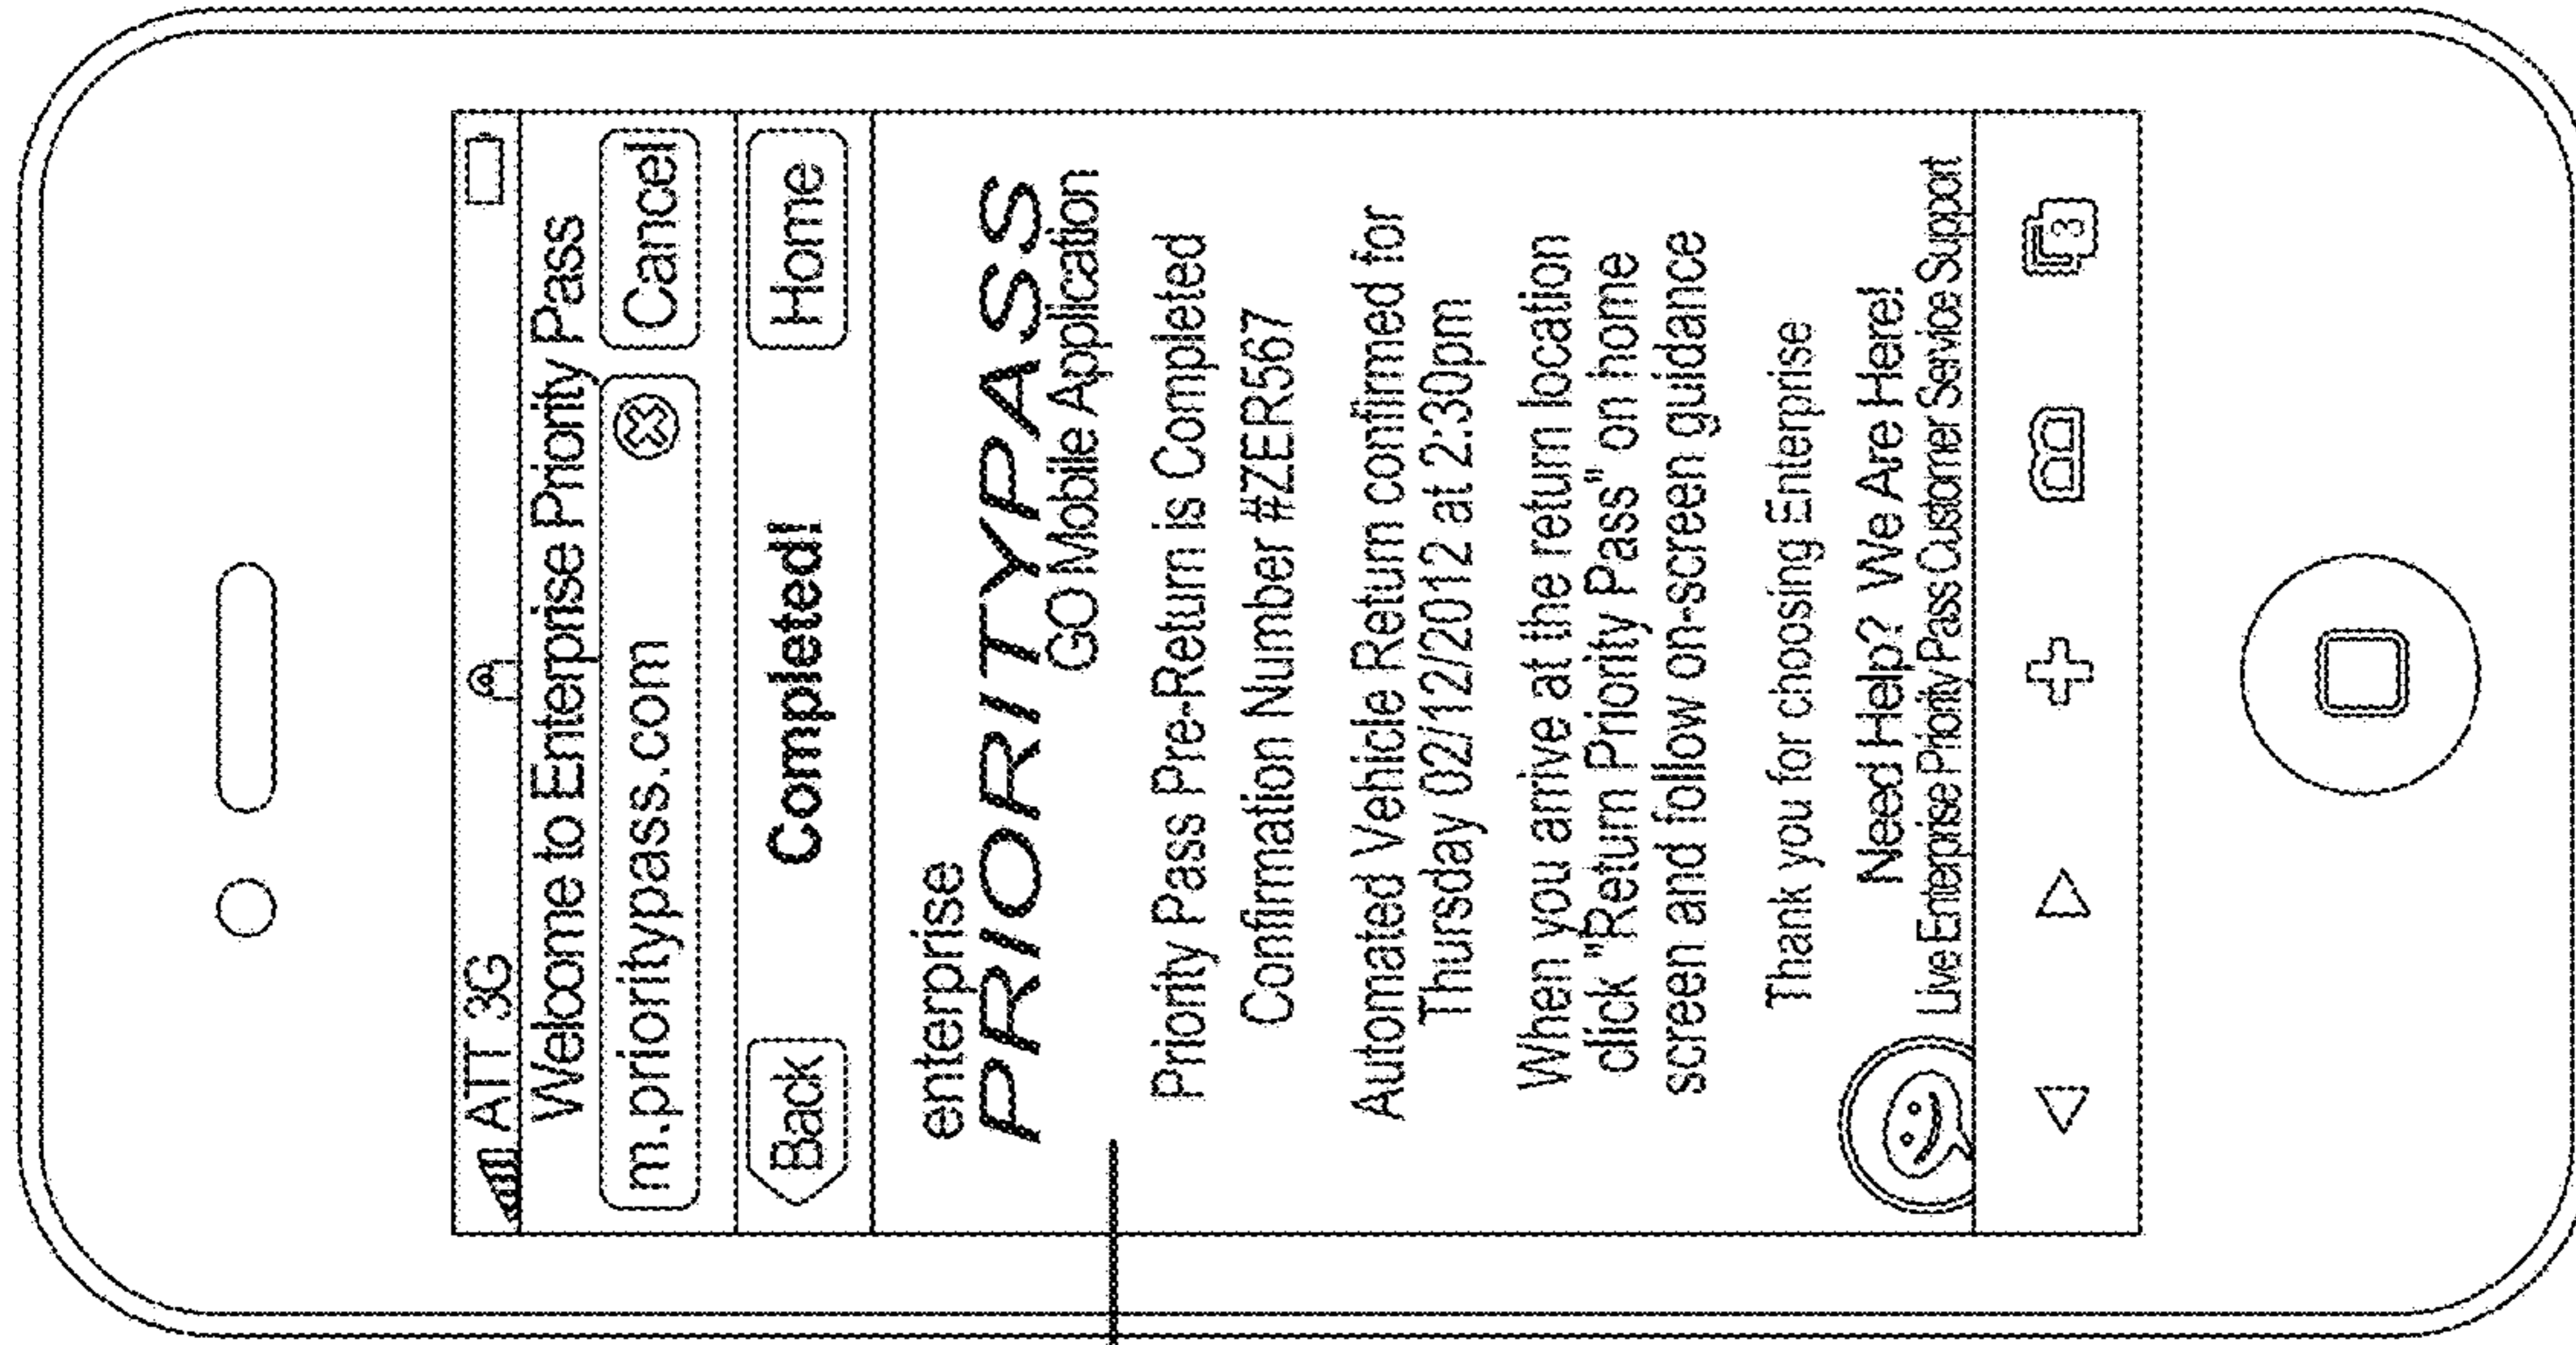 ATT 3G
Welcome to Enterprise Priority Pass
m.prioritypass.com
Cancel
Back
Completed!
Home
enterprise
PRIORITYPASS
GO Mobile Application
Priority Pass Pre-Return is Completed
Confirmation Number #ZER567
Automated Vehicle Return confirmed for
Thursday 02/12/2012 at 2:30pm
When you arrive at the return location
click "Return Priority Pass" on home
screen and follow on-screen guidance
Thank you for choosing Enterprise
Need Help? We Are Here!
Live Enterprise Priority Pass Customer Service Support
3